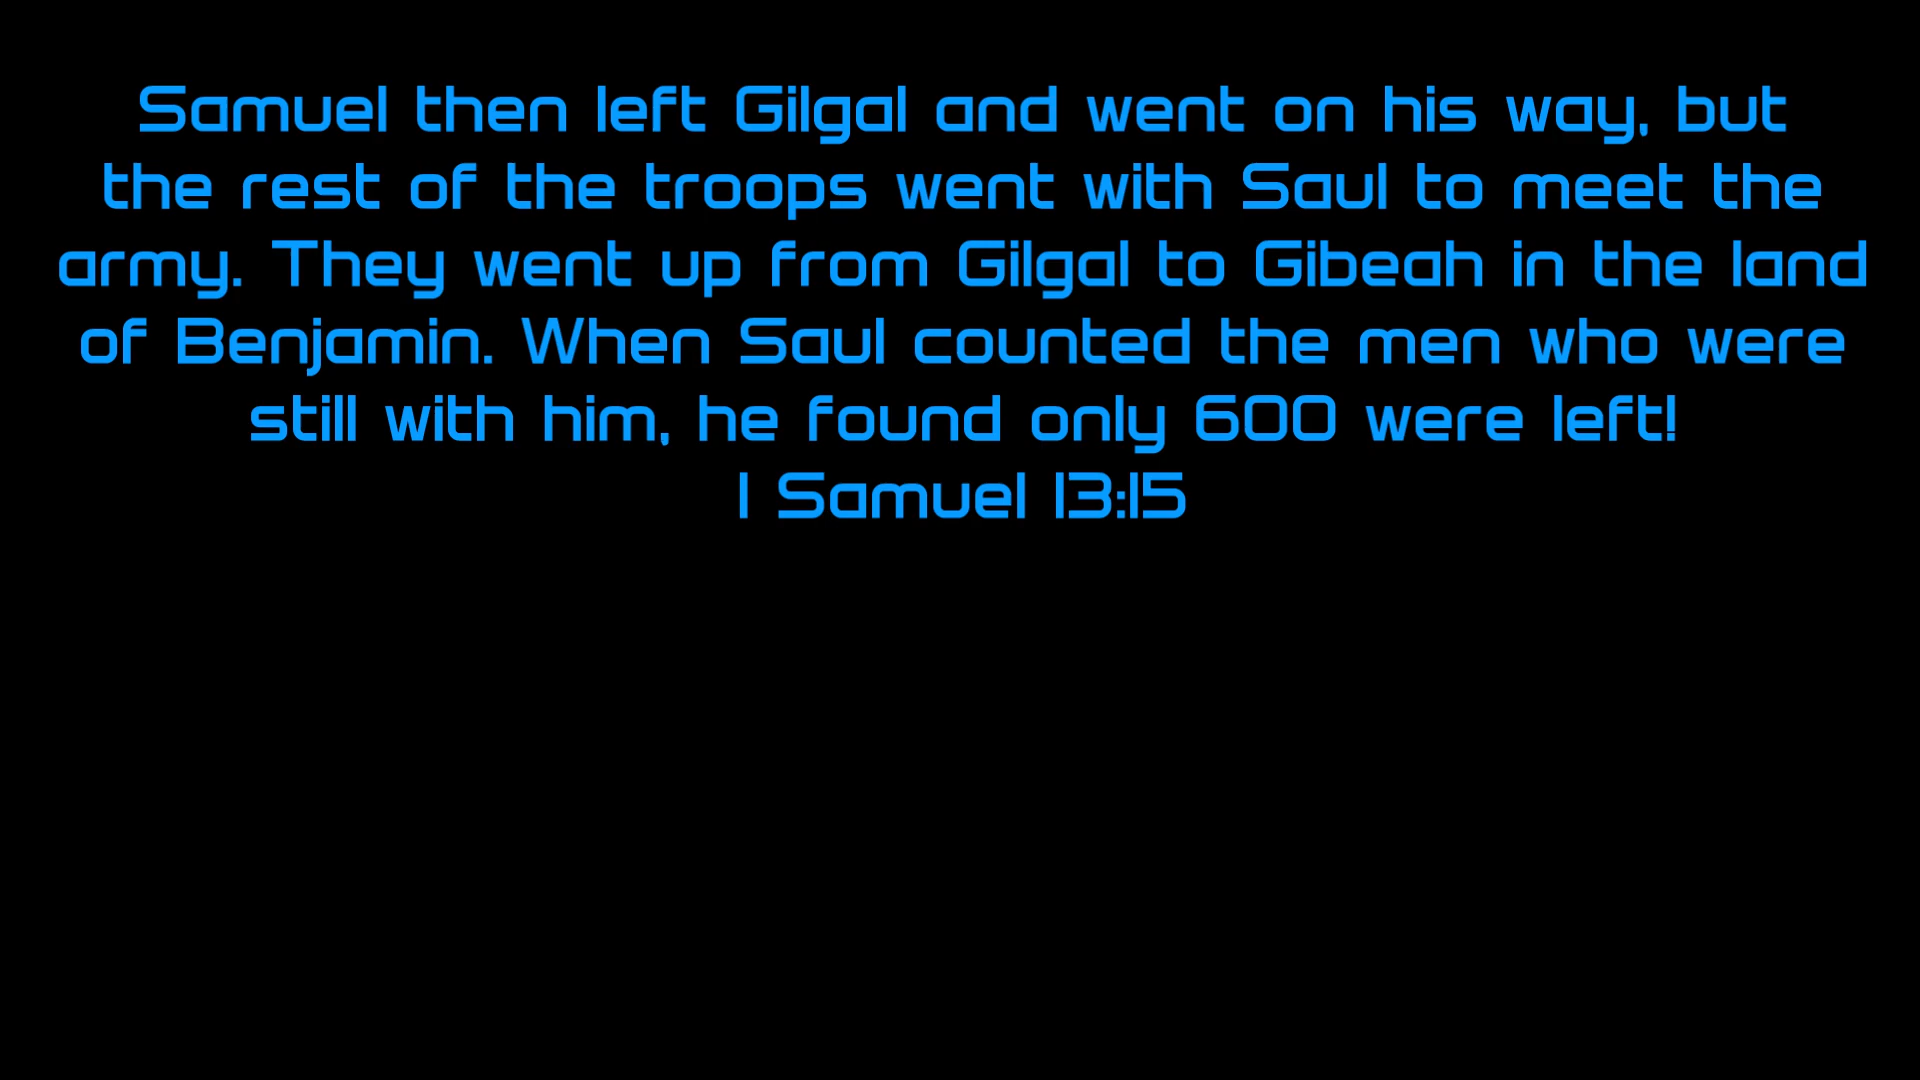 Samuel then left Gilgal and went on his way, but
the rest of the troops went with Saul to meet the
army. They went up from Gilgal to Gibeah in the land
of Benjamin. When Saul counted the men who were
still with him, he found only 600 were left!
1 Samuel 13:15